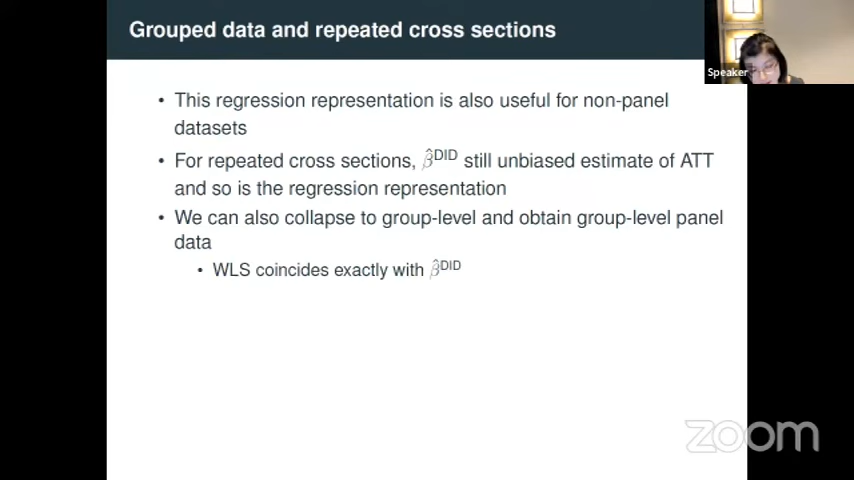 Grouped data and repeated cross sections
Speaker
• This regression representation is also useful for non-panel
datasets
• For repeated cross sections, β̂ᴰᴵᴰ still unbiased estimate of ATT
and so is the regression representation
• We can also collapse to group-level and obtain group-level panel
data
• WLS coincides exactly with β̂ᴰᴵᴰ
zoom